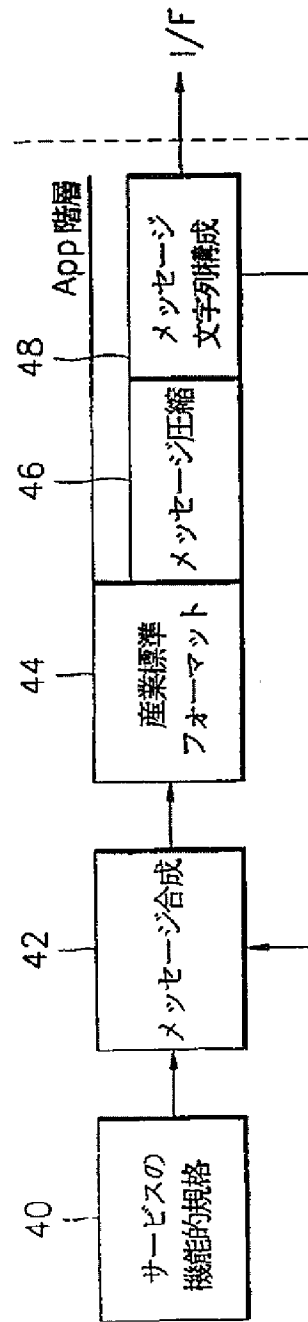 40
サービスの
機能的規格
42
メッセージ合成
44
産業標準
フォーマット
46
メッセージ圧縮
48
メッセージ
文字列構成
App 階層
I/F